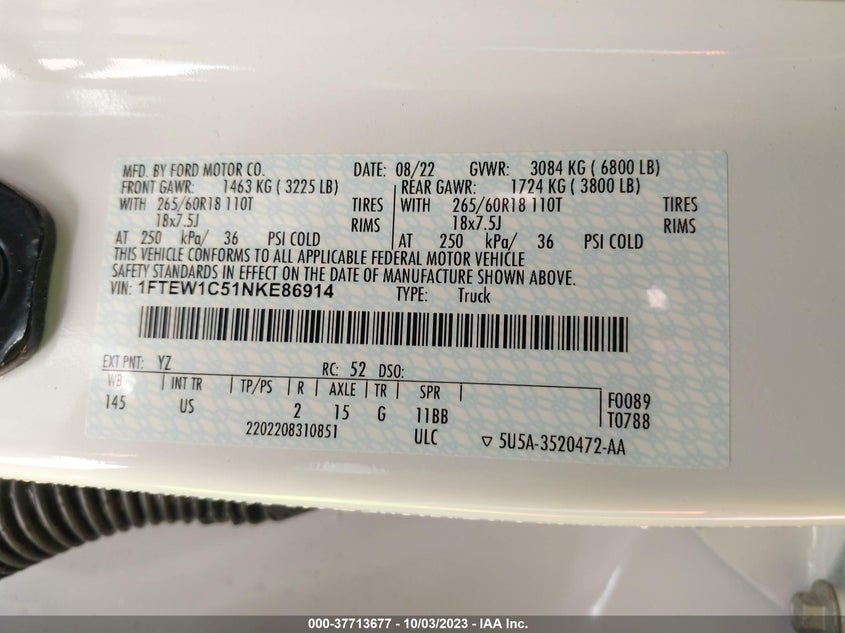 MFD. BY FORD MOTOR CO. DATE: 08/22 GVWR: 3084 KG ( 6800 LB)
FRONT GAWR: 1463 KG ( 3225 LB) REAR GAWR: 1724 KG ( 3800 LB)
WITH 265/60R18 110T TIRES WITH 265/60R18 110T TIRES
18x7.5J RIMS 18x7.5J RIMS
AT 250 kPa/ 36 PSI COLD AT 250 kPa/ 36 PSI COLD
THIS VEHICLE CONFORMS TO ALL APPLICABLE FEDERAL MOTOR VEHICLE
SAFETY STANDARDS IN EFFECT ON THE DATE OF MANUFACTURE SHOWN ABOVE.
VIN: 1FTEW1C51NKE86914 TYPE: Truck
EXT PNT: YZ RC: 52 DSO:
WB INT TR TP/PS R AXLE TR SPR F0089
145 US 2 15 G 11BB T0788
2202208310851 ULC 5U5A-3520472-AA
000-37713677 - 10/03/2023 - IAA Inc.